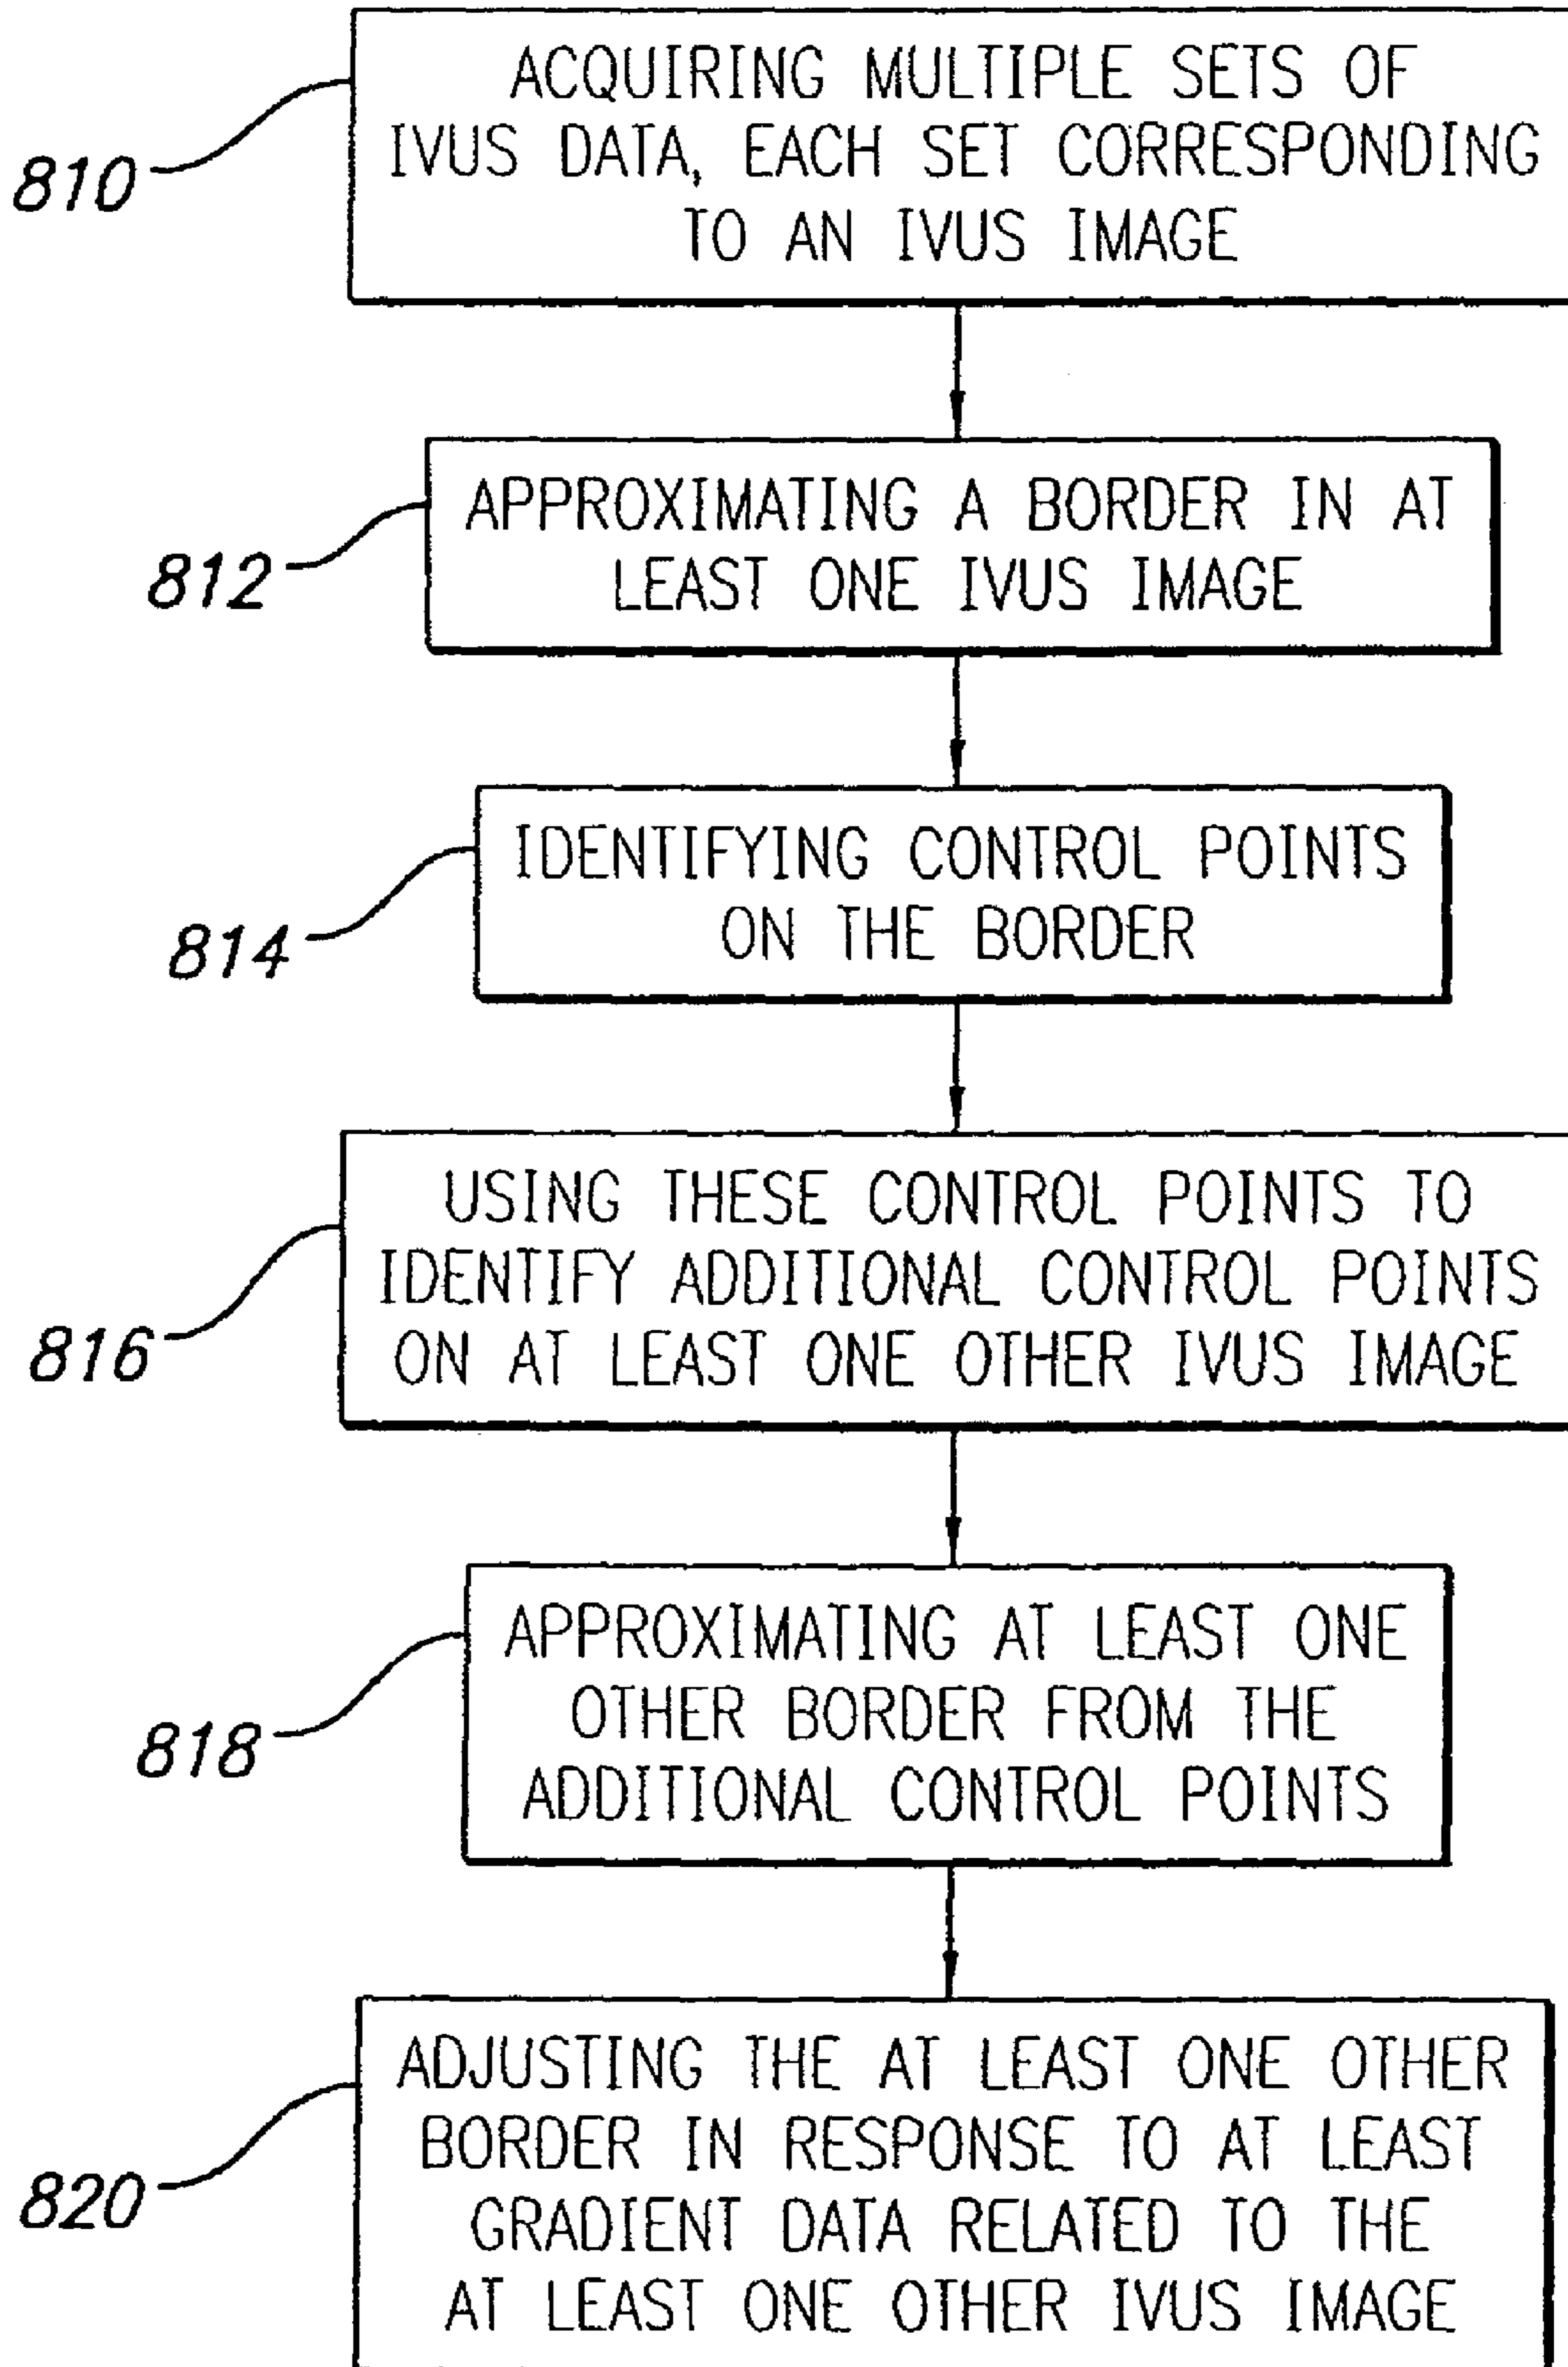 810
ACQUIRING MULTIPLE SETS OF
IVUS DATA, EACH SET CORRESPONDING
TO AN IVUS IMAGE
812
APPROXIMATING A BORDER IN AT
LEAST ONE IVUS IMAGE
814
IDENTIFYING CONTROL POINTS
ON THE BORDER
816
USING THESE CONTROL POINTS TO
IDENTIFY ADDITIONAL CONTROL POINTS
ON AT LEAST ONE OTHER IVUS IMAGE
818
APPROXIMATING AT LEAST ONE
OTHER BORDER FROM THE
ADDITIONAL CONTROL POINTS
820
ADJUSTING THE AT LEAST ONE OTHER
BORDER IN RESPONSE TO AT LEAST
GRADIENT DATA RELATED TO THE
AT LEAST ONE OTHER IVUS IMAGE